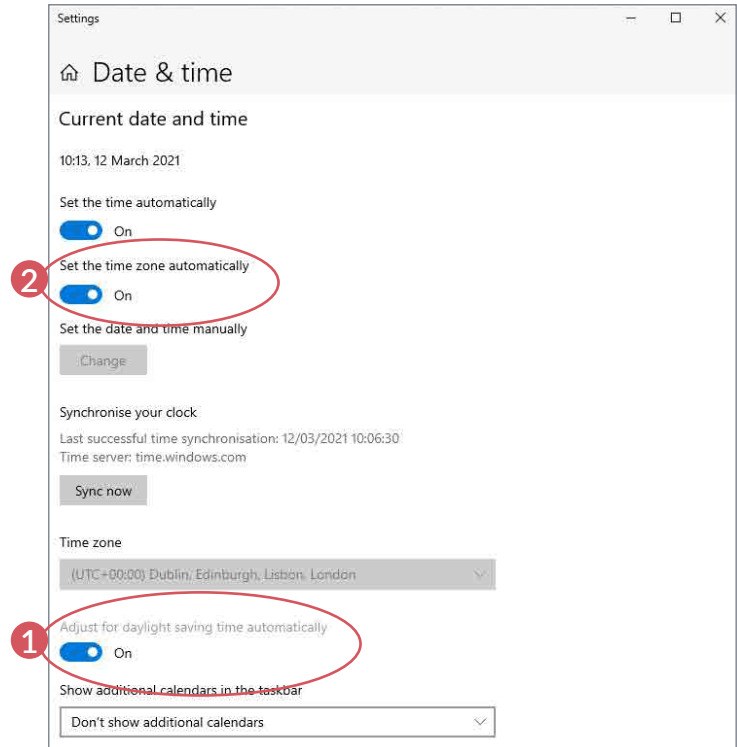 Settings
Date & time
Current date and time
10:13, 12 March 2021
Set the time automatically
On
Set the time zone automatically
2
On
Set the date and time manually
Change
Synchronise your clock
Last successful time synchronisation: 12/03/2021 10:06:30
Time server: time.windows.com
Sync now
Time zone
(UTC+00:00) Dublin, Edinburgh, Lisbon, London
Adjust for daylight saving time automatically
1
On
Show additional calendars in the taskbar
Don't show additional calendars